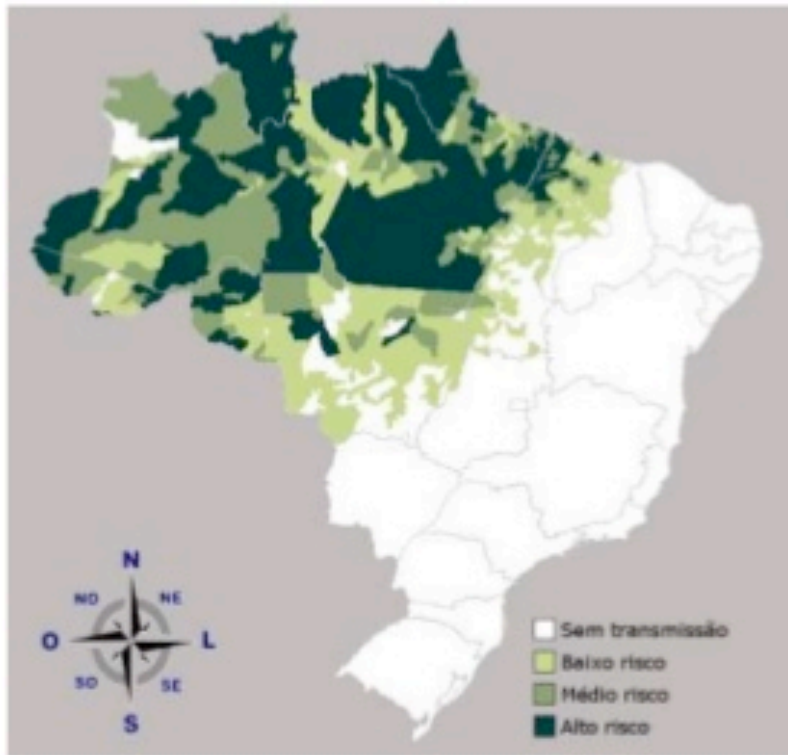 N
NO NE
O L
SO SE
S
Sem transmissão
Baixo risco
Médio risco
Alto risco